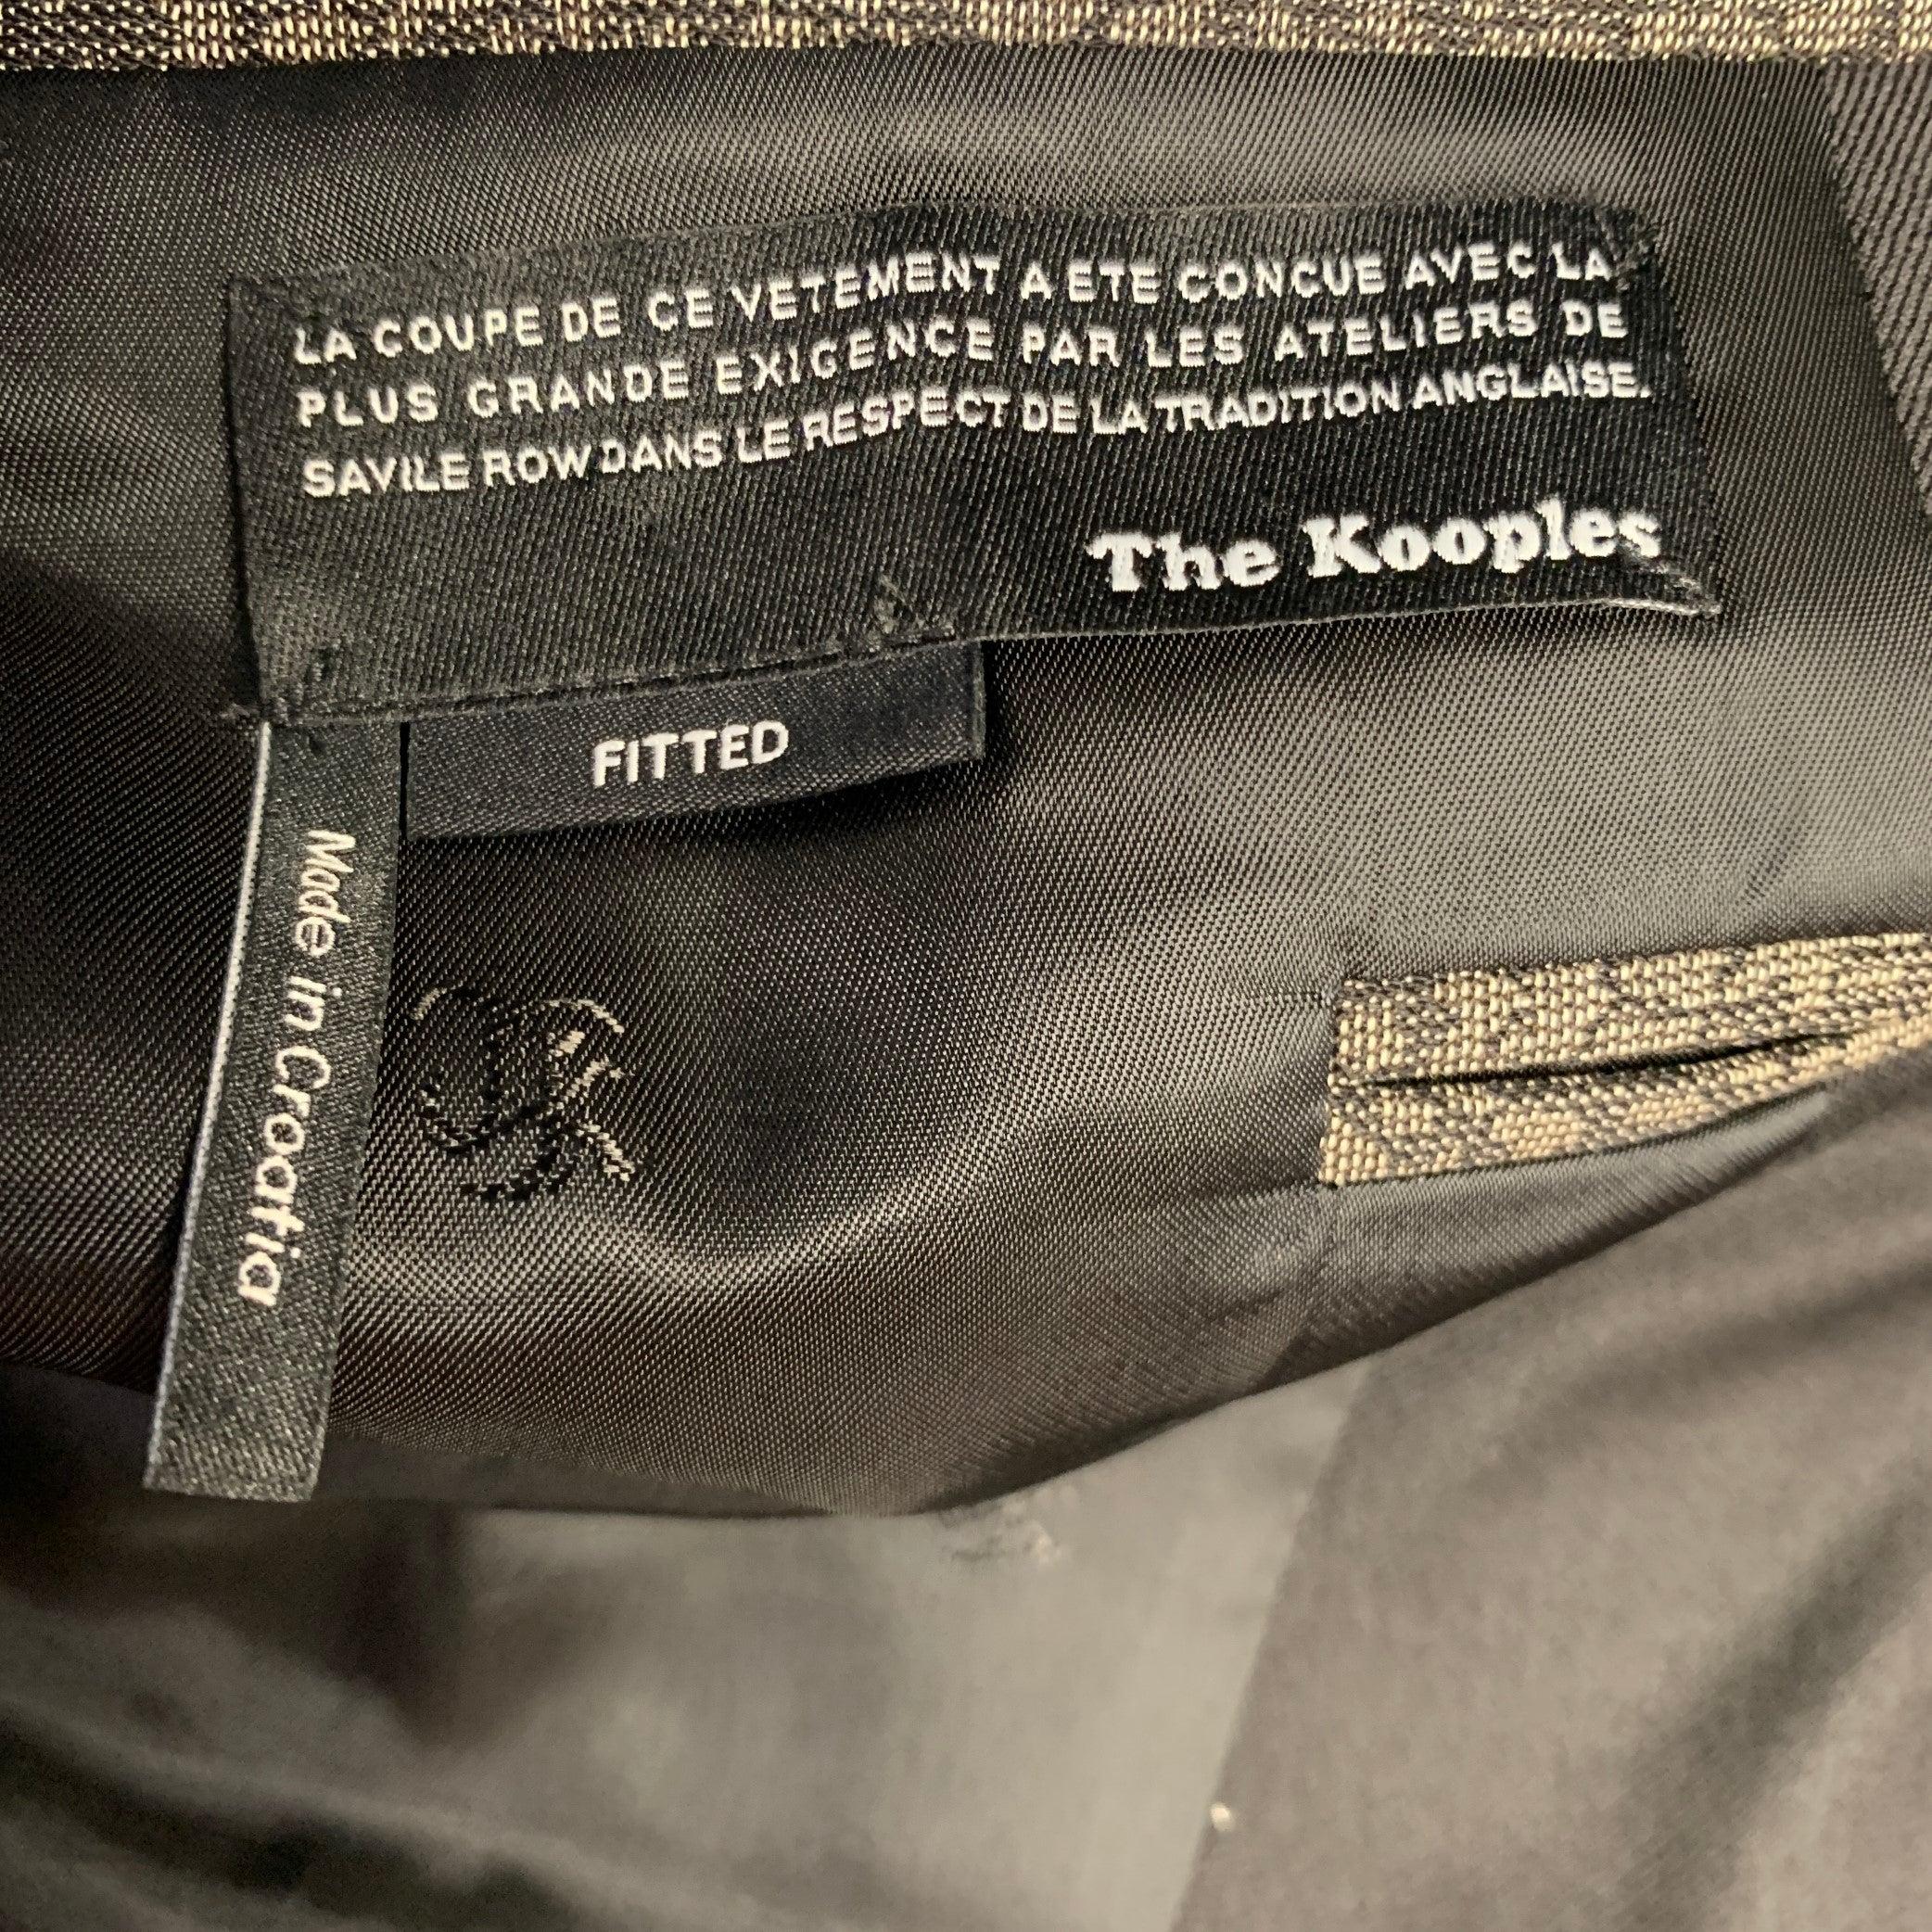 LA COUPE DE CE VETEMENT A ETE CONCUE AVEC LA
PLUS GRANDE EXIGENCE PAR LES ATELIERS DE
SAVILE ROW DANS LE RESPECT DE LA TRADITION ANGLAISE.
The Kooples
FITTED
Made in Croatia